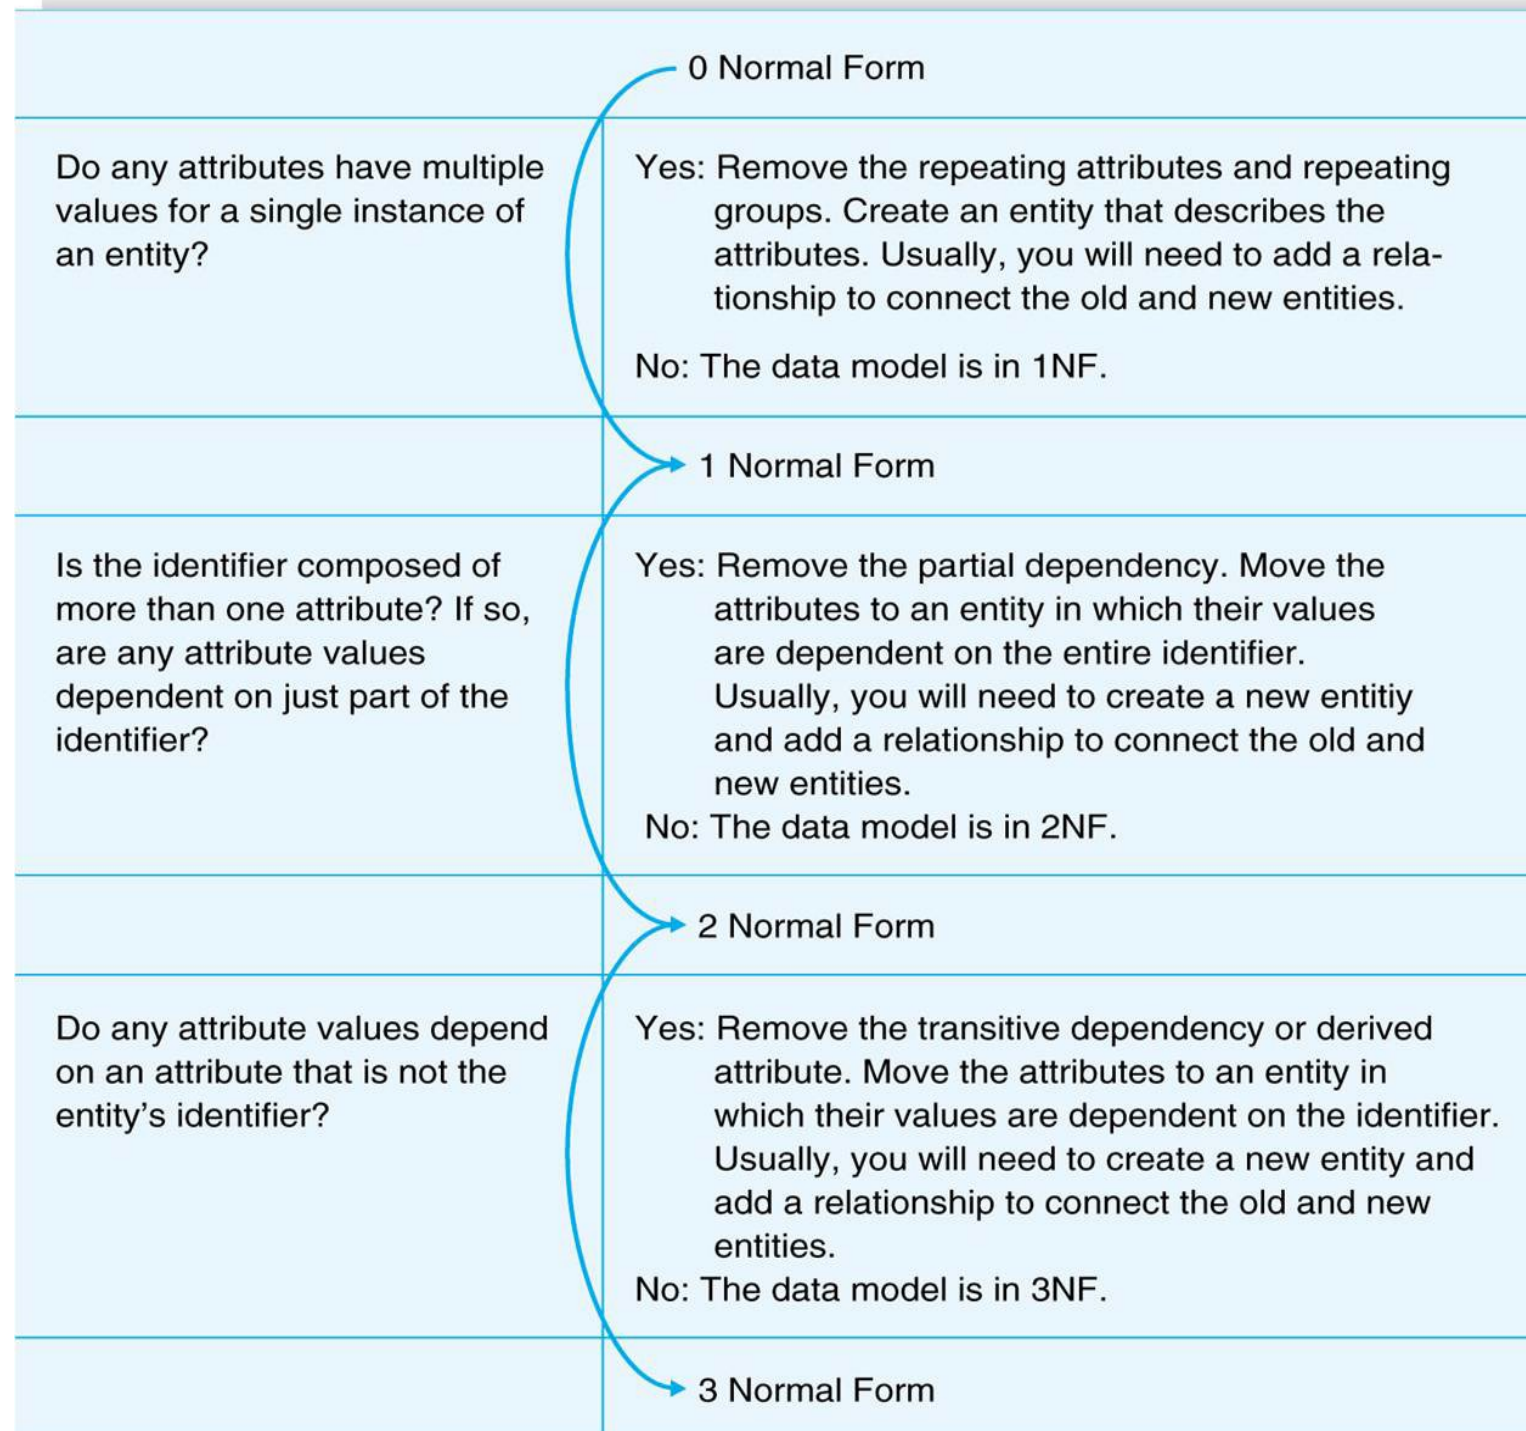 0 Normal Form
Do any attributes have multiple
values for a single instance of
an entity?
Yes: Remove the repeating attributes and repeating
groups. Create an entity that describes the
attributes. Usually, you will need to add a rela-
tionship to connect the old and new entities.
No: The data model is in 1NF.
1 Normal Form
Is the identifier composed of
more than one attribute? If so,
are any attribute values
dependent on just part of the
identifier?
Yes: Remove the partial dependency. Move the
attributes to an entity in which their values
are dependent on the entire identifier.
Usually, you will need to create a new entitiy
and add a relationship to connect the old and
new entities.
No: The data model is in 2NF.
2 Normal Form
Do any attribute values depend
on an attribute that is not the
entity’s identifier?
Yes: Remove the transitive dependency or derived
attribute. Move the attributes to an entity in
which their values are dependent on the identifier.
Usually, you will need to create a new entity and
add a relationship to connect the old and new
entities.
No: The data model is in 3NF.
3 Normal Form